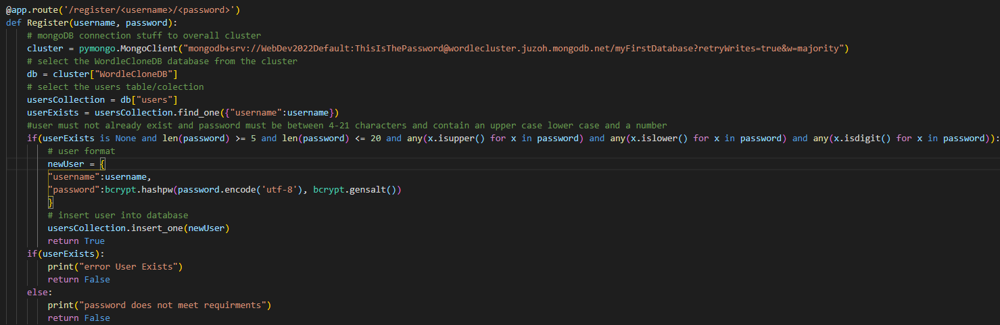 @app.route('/register/<username>/<password>')
def Register(username, password):
    # mongoDB connection stuff to overall cluster
    cluster = pymongo.MongoClient("mongodb+srv://WebDev2022Default:ThisIsThePassword@wordlecluster.juzoh.mongodb.net/myFirstDatabase?retryWrites=true&w=majority")
    # select the WordleCloneDB database from the cluster
    db = cluster["WordleCloneDB"]
    # select the users table/colection
    usersCollection = db["users"]
    userExists = usersCollection.find_one({"username":username})
    #user must not already exist and password must be between 4-21 characters and contain an upper case lower case and a number
    if(userExists is None and len(password) >= 5 and len(password) <= 20 and any(x.isupper() for x in password) and any(x.islower() for x in password) and any(x.isdigit() for x in password)):
        # user format
        newUser = {
        "username":username,
        "password":bcrypt.hashpw(password.encode('utf-8'), bcrypt.gensalt())
        }
        # insert user into database
        usersCollection.insert_one(newUser)
        return True
    if(userExists):
        print("error User Exists")
        return False
    else:
        print("password does not meet requirments")
        return False